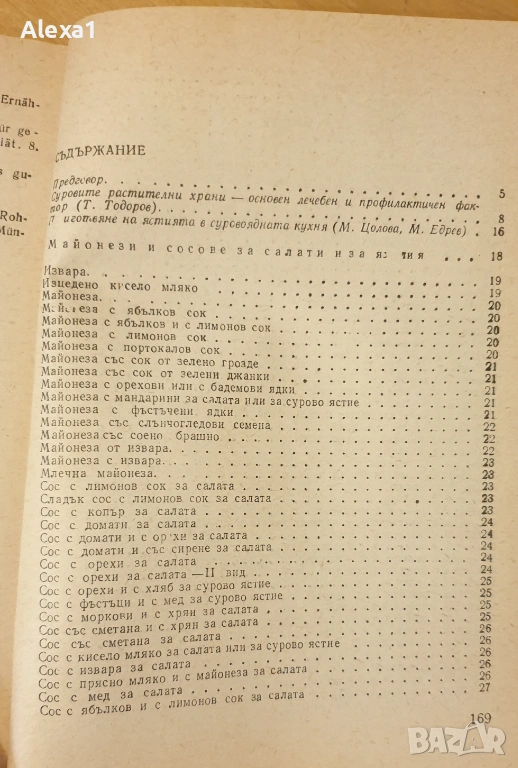 Alexa1
Ernäh-
ür ge-
iät. 8.
s gu-
Roh-
Mün-
СЪДЪРЖАНИЕ
Предговор. 5
Суровите растителни храни — основен лечебен и профилактичен фак-
тор (Т. Тодоров). 8
готвяне на ястията в суровоядната кухня (М. Цолова, М. Едрев) 16
Майонези и сосове за салати и за ястия 18
Извара. 19
Изцедено кисело мляко 19
Майонеза. 20
Майонеза с ябълков сок 20
Майонеза с ябълков и с лимонов сок 20
Майонеза с лимонов сок 20
Майонеза с портокалов сок 20
Майонеза със сок от зелено грозде 21
Майонеза със сок от зелени джанки 21
Майонеза с орехови или с бадемови ядки 21
Майонеза с мандарини за салата или за сурово ястие 21
Майонеза с фъстъчени ядки 21
Майонеза със слънчогледови семена 22
Майонеза със соено брашно 22
Майонеза от извара. 22
Майонеза с извара. 23
Млечна майонеза. 23
Сос с лимонов сок за салата 23
Сладък сос с лимонов сок за салата 23
Сос с копър за салата 23
Сос с домати за салата 24
Сос с домати и с орехи за салата 24
Сос с домати и със сирене за салата 24
Сос с орехи за салата 24
Сос с орехи за салата — II вид 24
Сос с орехи и с хляб за сурово ястие 25
Сос с фъстъци и с мед за сурово ястие 25
Сос с моркови и с хрян за салата 25
Сос със сметана и с хрян за салата 25
Сос със сметана за салата 26
Сос с кисело мляко за салата или за сурово ястие 26
Сос с извара за салата 26
Сос с прясно мляко и с майонеза за салата 26
Сос с мед за салата 26
Сос с ябълков и с лимонов сок за салата 27
169
BAZAR